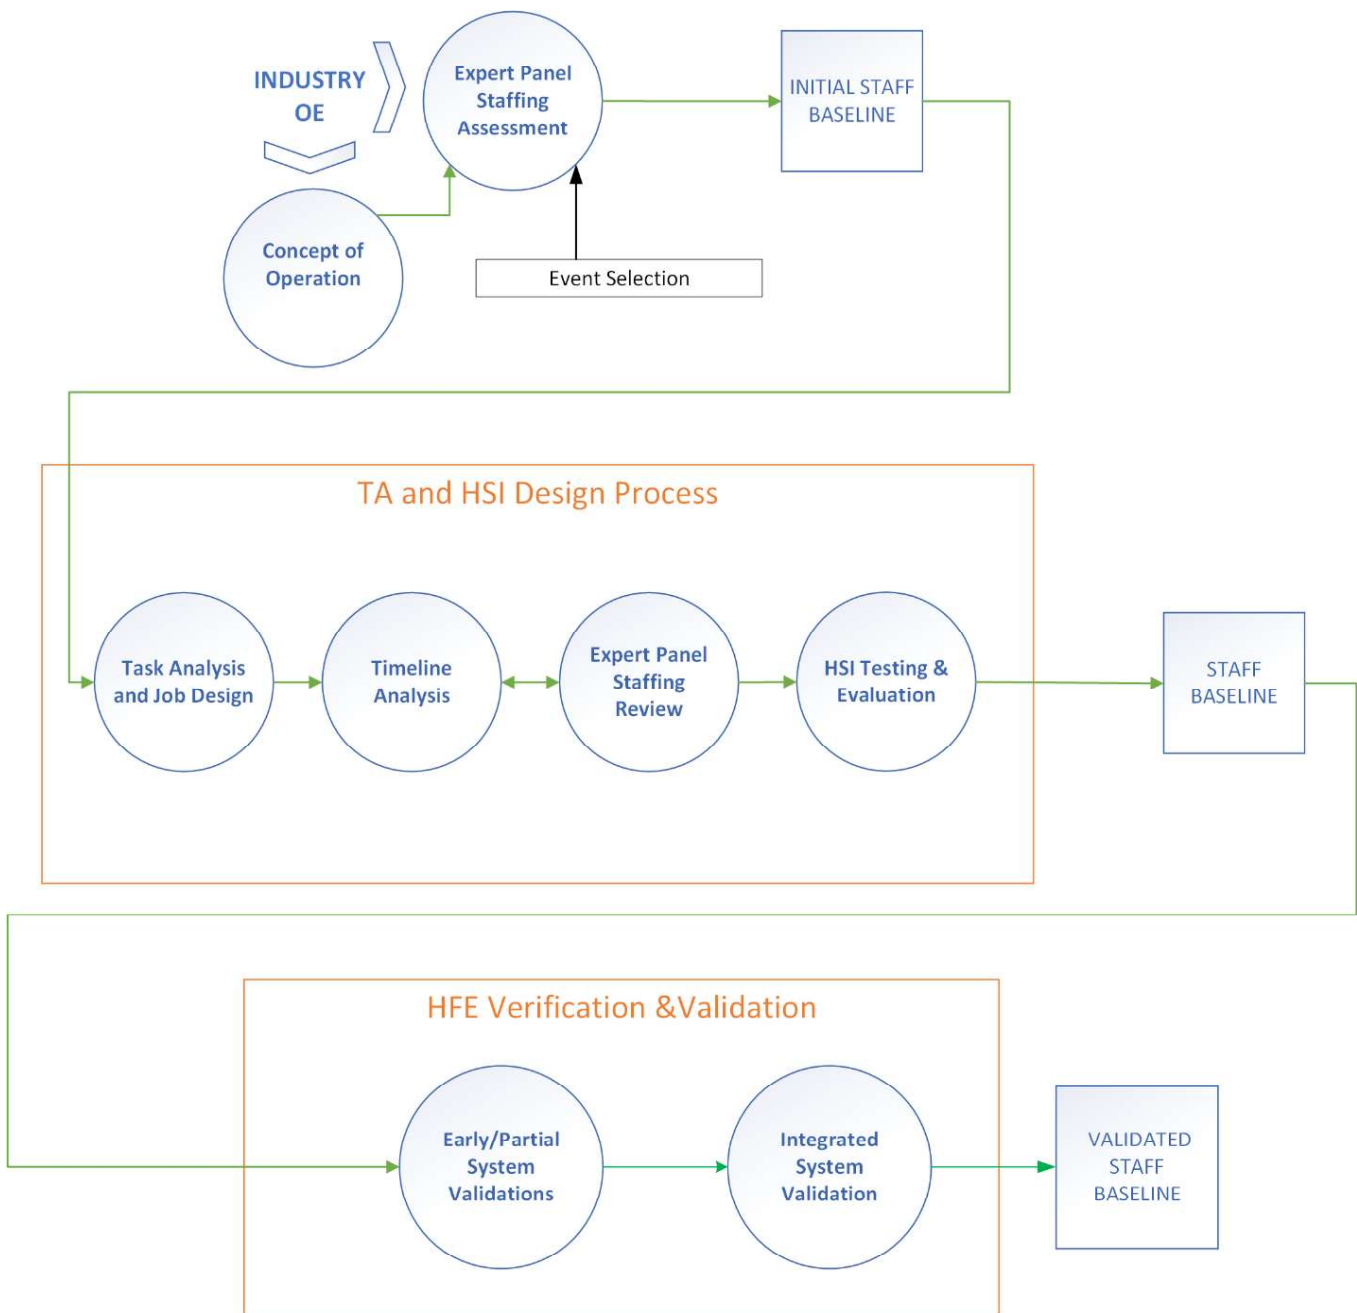 INDUSTRY
OE
Expert Panel
Staffing
Assessment
INITIAL STAFF
BASELINE
Concept of
Operation
Event Selection
TA and HSI Design Process
Task Analysis
and Job Design
Timeline
Analysis
Expert Panel
Staffing
Review
HSI Testing &
Evaluation
STAFF
BASELINE
HFE Verification &Validation
Early/Partial
System
Validations
Integrated
System
Validation
VALIDATED
STAFF
BASELINE